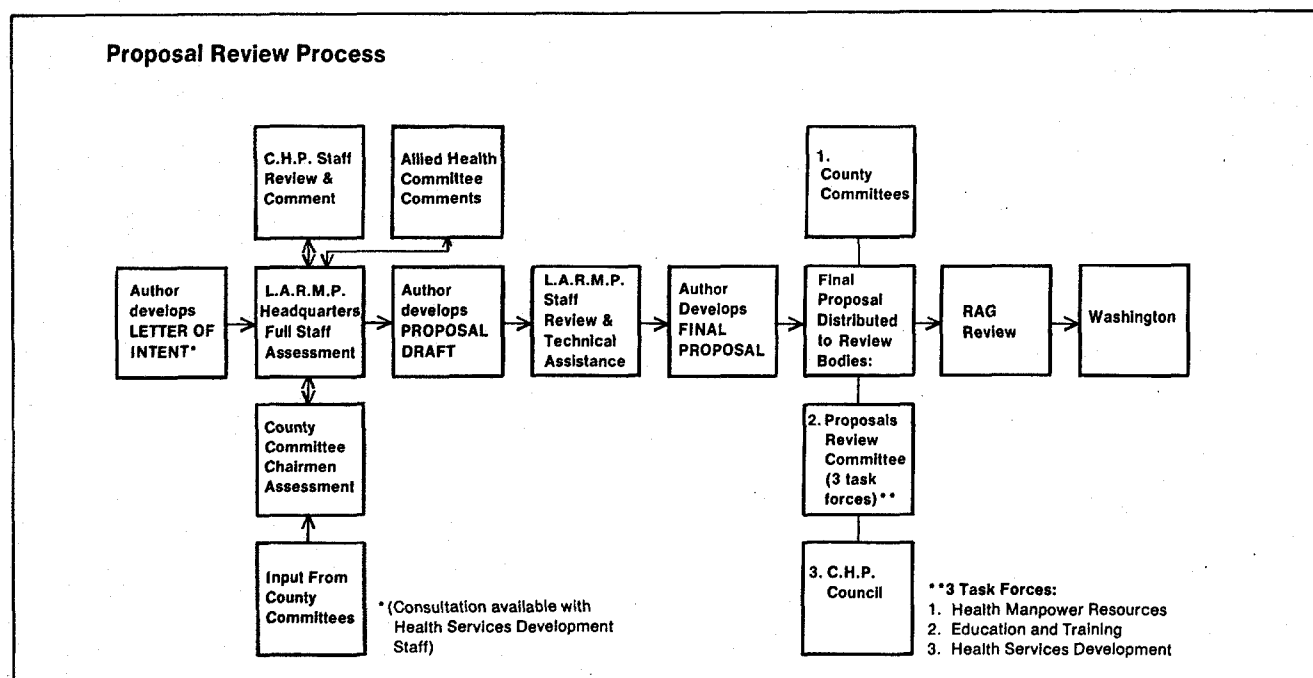 Proposal Review Process
C.H.P. Staff
Review &
Comment
Allied Health
Committee
Comments
1.
County
Committees
Author
develops
LETTER OF
INTENT*
L.A.R.M.P.
Headquarters
Full Staff
Assessment
Author
develops
PROPOSAL
DRAFT
L.A.R.M.P.
Staff
Review &
Technical
Assistance
Author
Develops
FINAL
PROPOSAL
Final
Proposal
Distributed
to Review
Bodies:
RAG
Review
Washington
County
Committee
Chairmen
Assessment
2. Proposals
Review
Committee
(3 task
forces)**
Input From
County
Committees
*(Consultation available with
Health Services Development
Staff)
3. C.H.P.
Council
**3 Task Forces:
1. Health Manpower Resources
2. Education and Training
3. Health Services Development